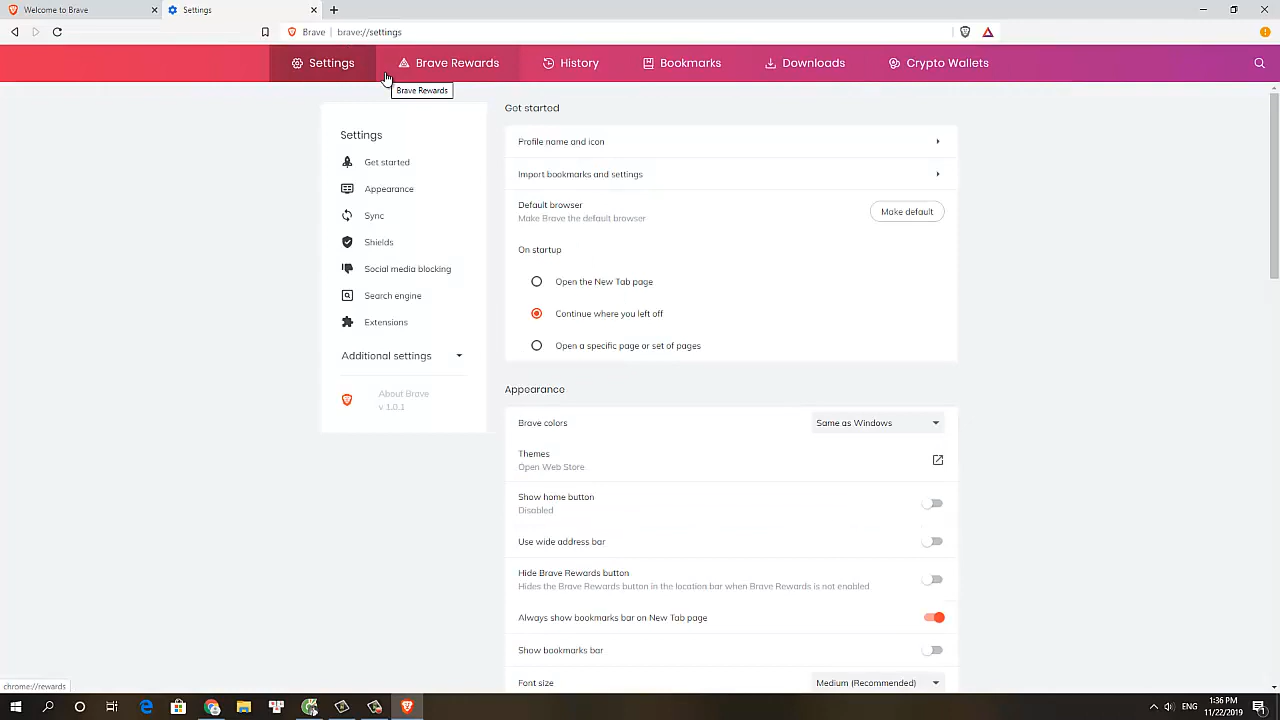 Welcome to Brave
Settings
Brave
brave://settings
Settings
Brave Rewards
History
Bookmarks
Downloads
Crypto Wallets
Brave Rewards
Settings
Get started
Appearance
Sync
Shields
Social media blocking
Search engine
Extensions
Additional settings
About Brave
v 1.0.1
Get started
Profile name and icon
Import bookmarks and settings
Default browser
Make Brave the default browser
Make default
On startup
Open the New Tab page
Continue where you left off
Open a specific page or set of pages
Appearance
Brave colors
Same as Windows
Themes
Open Web Store
Show home button
Disabled
Use wide address bar
Hide Brave Rewards button
Hides the Brave Rewards button in the location bar when Brave Rewards is not enabled
Always show bookmarks bar on New Tab page
Show bookmarks bar
Font size
Medium (Recommended)
chrome://rewards
ENG
1:36 PM
11/22/2019